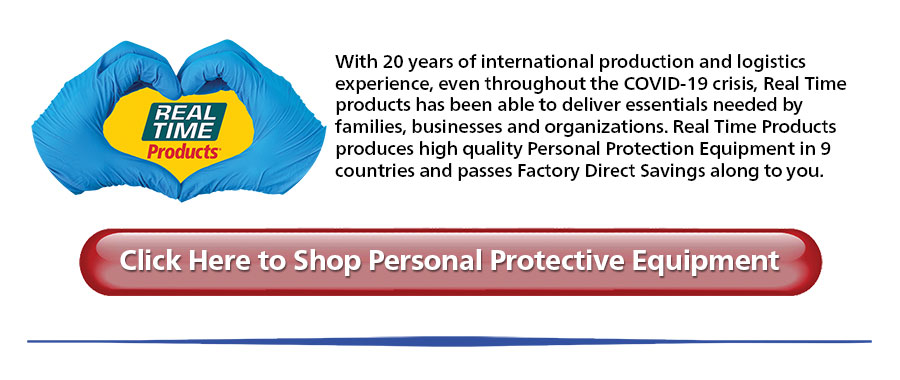 REAL
TIME
Products
With 20 years of international production and logistics
experience, even throughout the COVID-19 crisis, Real Time
products has been able to deliver essentials needed by
families, businesses and organizations. Real Time Products
produces high quality Personal Protection Equipment in 9
countries and passes Factory Direct Savings along to you.
Click Here to Shop Personal Protective Equipment